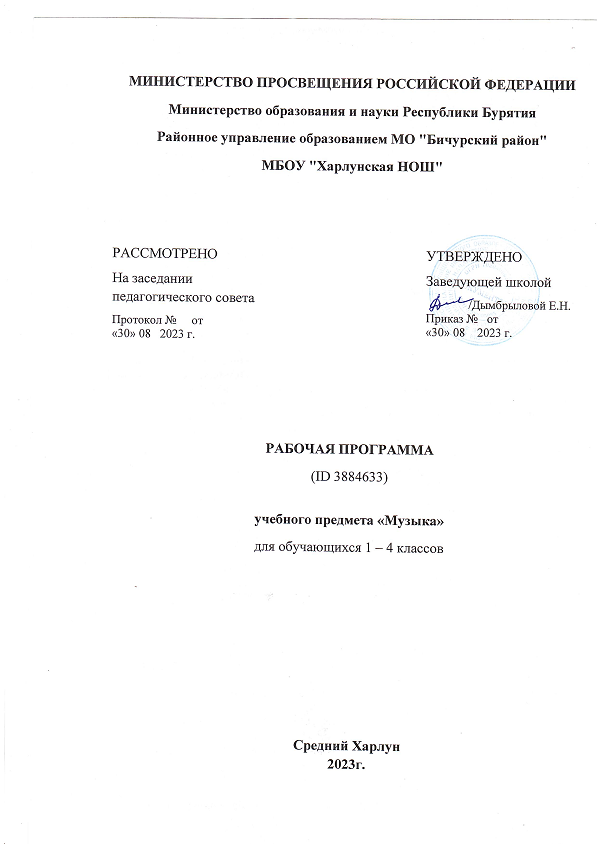 МИНИСТЕРСТВО ПРОСВЕЩЕНИЯ РОССИЙСКОЙ ФЕДЕРАЦИИ
Министерство образования и науки Республики Бурятия
Районное управление образованием МО "Бичурский район"
МБОУ "Харлунская НОШ"
РАССМОТРЕНО
На заседании
педагогического совета
Протокол № от
«30» 08 2023 г.
УТВЕРЖДЕНО
Заведующей школой
/Дымбрыловой Е.Н.
Приказ № от
«30» 08 2023 г.
РАБОЧАЯ ПРОГРАММА
(ID 3884633)
учебного предмета «Музыка»
для обучающихся 1 – 4 классов
Средний Харлун
2023г.